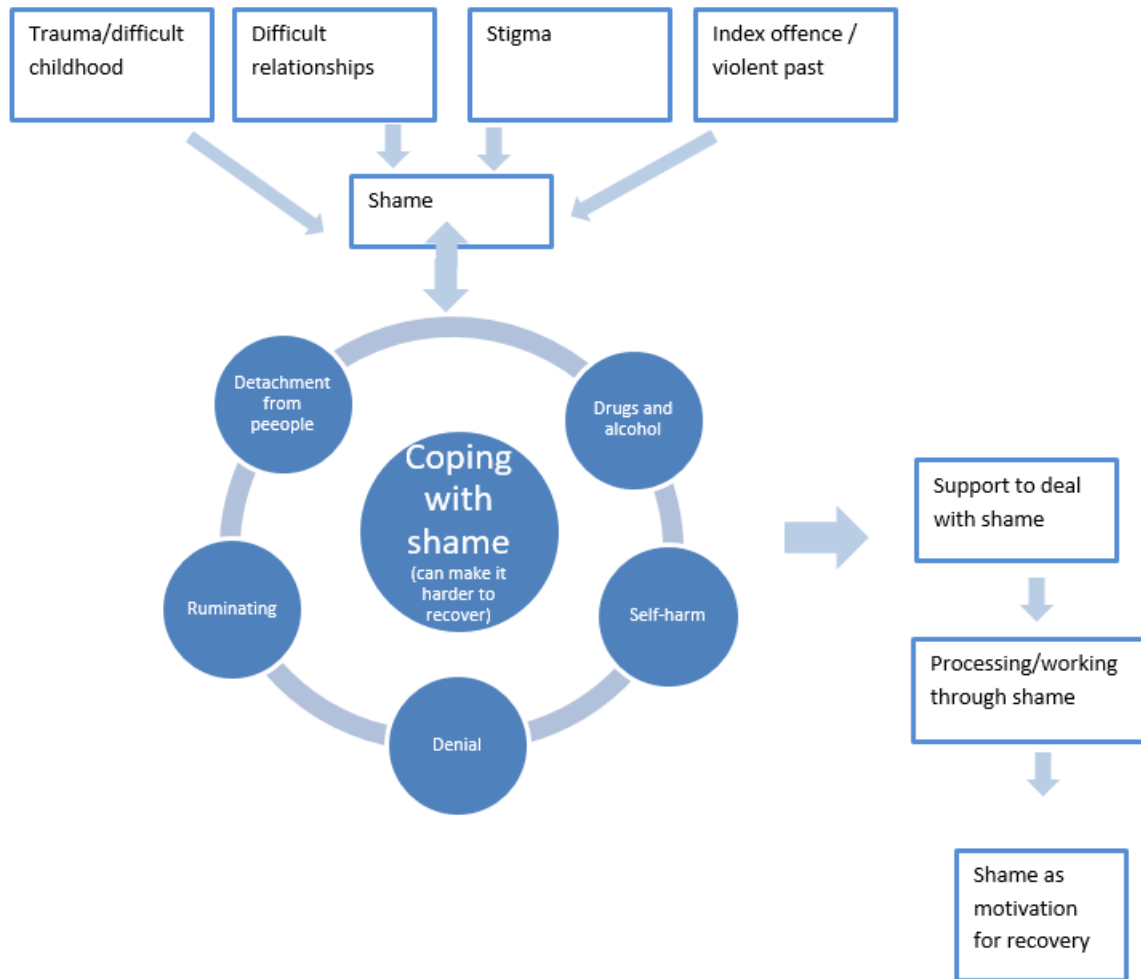 Trauma/difficult
childhood
Difficult
relationships
Stigma
Index offence /
violent past
Shame
Detachment
from
peeople
Drugs and
alcohol
Coping
with
shame
(can make it
harder to
recover)
Ruminating
Self-harm
Denial
Support to deal
with shame
Processing/working
through shame
Shame as
motivation
for recovery